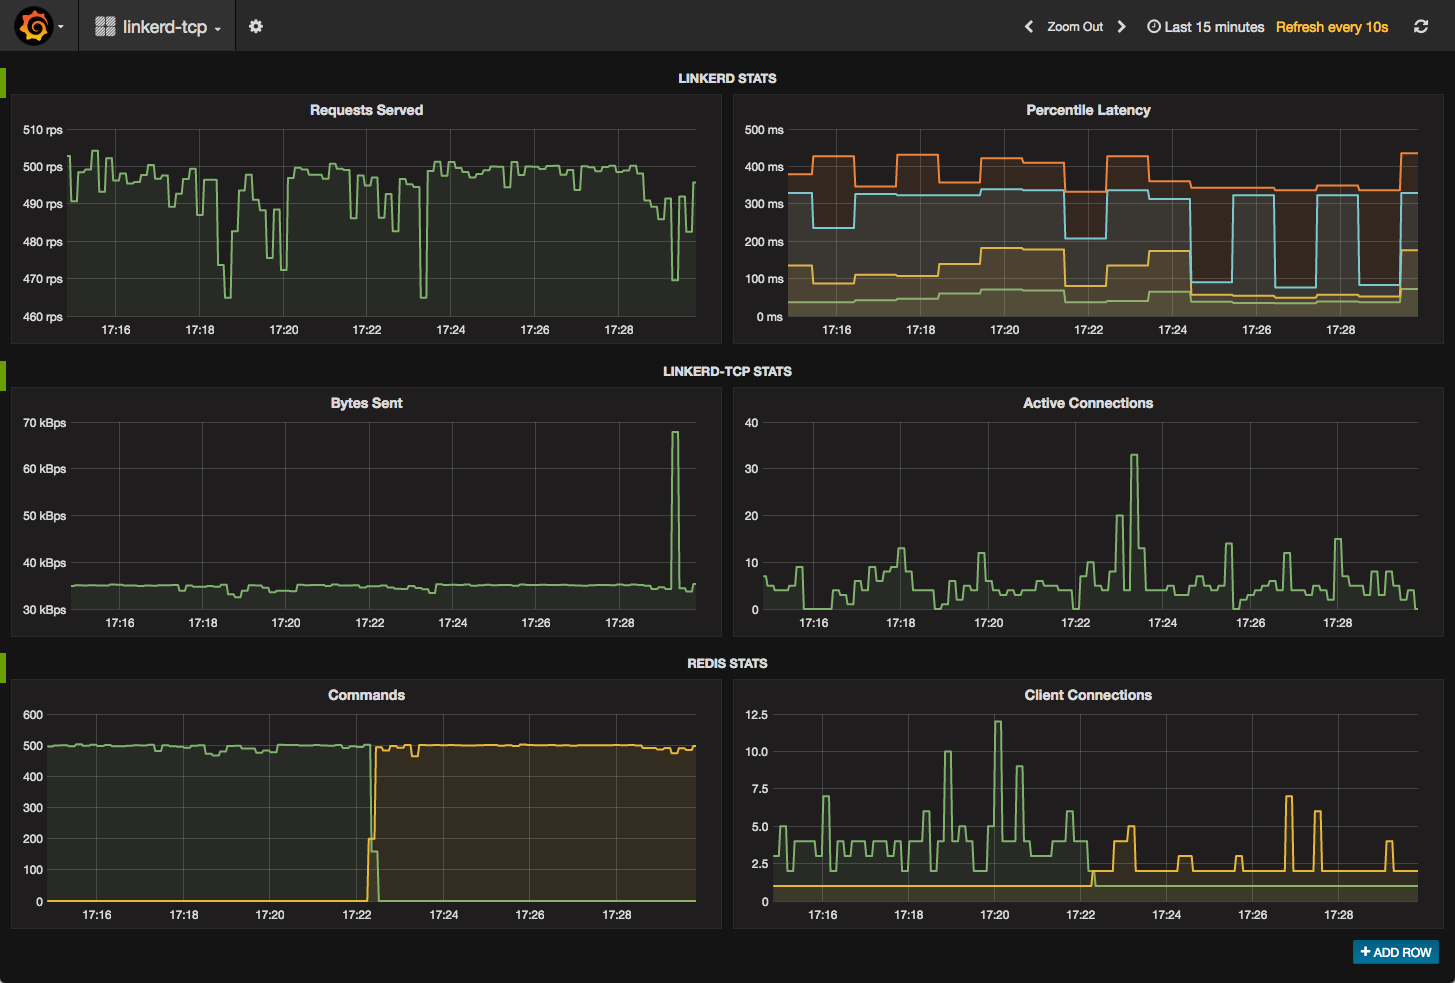 linkerd-tcp
Zoom Out
Last 15 minutes
Refresh every 10s
LINKERD STATS
Requests Served
510 rps
500 rps
490 rps
480 rps
470 rps
460 rps
17:16 17:18 17:20 17:22 17:24 17:26 17:28
Percentile Latency
500 ms
400 ms
300 ms
200 ms
100 ms
0 ms
17:16 17:18 17:20 17:22 17:24 17:26 17:28
LINKERD-TCP STATS
Bytes Sent
70 kBps
60 kBps
50 kBps
40 kBps
30 kBps
17:16 17:18 17:20 17:22 17:24 17:26 17:28
Active Connections
40
30
20
10
0
17:16 17:18 17:20 17:22 17:24 17:26 17:28
REDIS STATS
Commands
600
500
400
300
200
100
0
17:16 17:18 17:20 17:22 17:24 17:26 17:28
Client Connections
12.5
10.0
7.5
5.0
2.5
0
17:16 17:18 17:20 17:22 17:24 17:26 17:28
+ ADD ROW